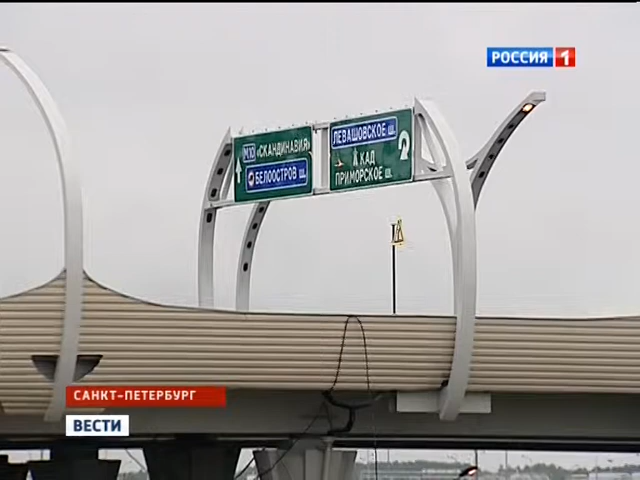 РОССИЯ 1
М10 «СКАНДИНАВИЯ»
БЕЛООСТРОВ ш.
ЛЕВАШОВСКОЕ ш.
КАД
ПРИМОРСКОЕ ш.
САНКТ-ПЕТЕРБУРГ
ВЕСТИ